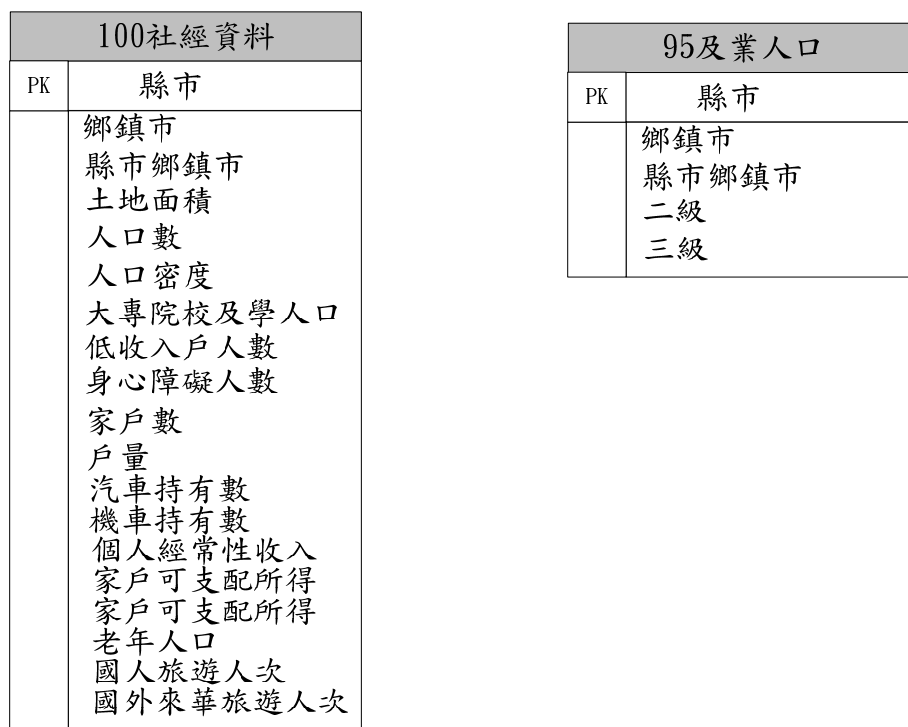 100社經資料
PK 縣市
鄉鎮市
縣市鄉鎮市
土地面積
人口數
人口密度
大專院校及學人口
低收入戶人數
身心障礙人數
家戶數
戶量
汽車持有數
機車持有數
個人經常性收入
家戶可支配所得
家戶可支配所得
老年人口
國人旅遊人次
國外來華旅遊人次
95及業人口
PK 縣市
鄉鎮市
縣市鄉鎮市
二級
三級